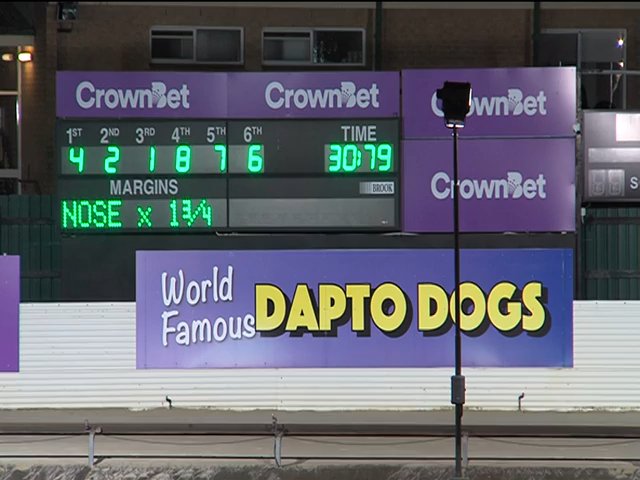 CrownBet CrownBet CrownBet
1ST 2ND 3RD 4TH 5TH 6TH TIME
4 2 1 8 7 6 30:79
MARGINS BROOK
NOSE x 1 3/4
CrownBet
S
World Famous DAPTO DOGS